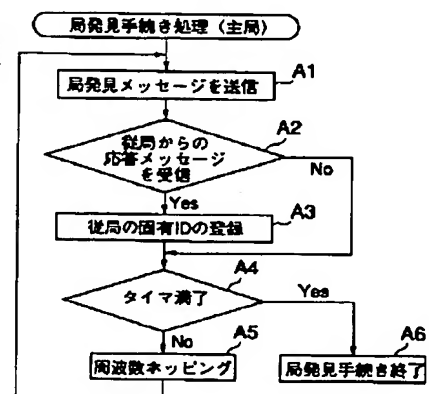 局発見手続き処理（主局）
A1
局発見メッセージを送信
A2
従局からの
応答メッセージ
を受信
No
Yes
A3
従局の固有IDの登録
A4
タイマ満了
Yes
No
A5
A6
周波数ホッピング
局発見手続き終了